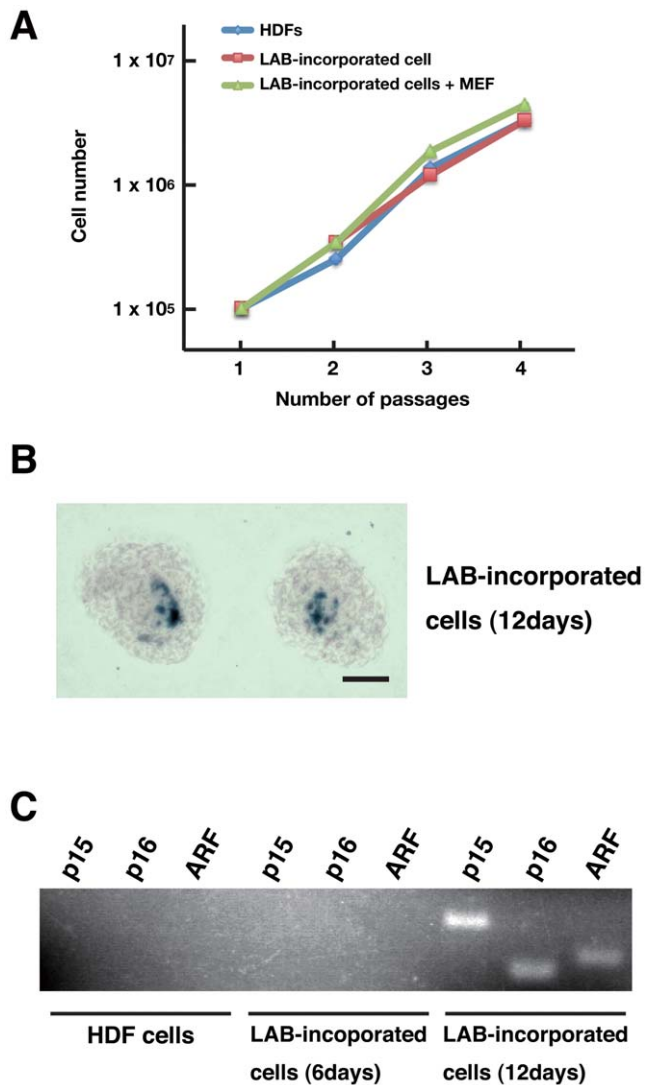 A
HDFs
LAB-incorporated cell
LAB-incorporated cells + MEF
1 x 10⁷
1 x 10⁶
1 x 10⁵
Cell number
1 2 3 4
Number of passages
B
LAB-incorporated
cells (12days)
C
p15 p16 ARF p15 p16 ARF p15 p16 ARF
HDF cells LAB-incoporated LAB-incorporated
cells (6days) cells (12days)